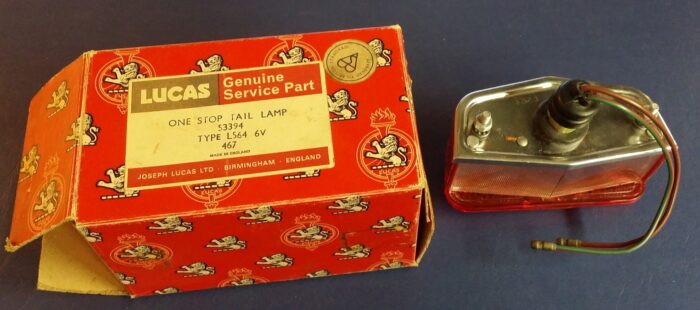 LUCAS
Genuine
Service Part
ONE STOP TAIL LAMP
53394
TYPE L564 6V
467
MADE IN ENGLAND
JOSEPH LUCAS LTD · BIRMINGHAM · ENGLAND
LUCAS